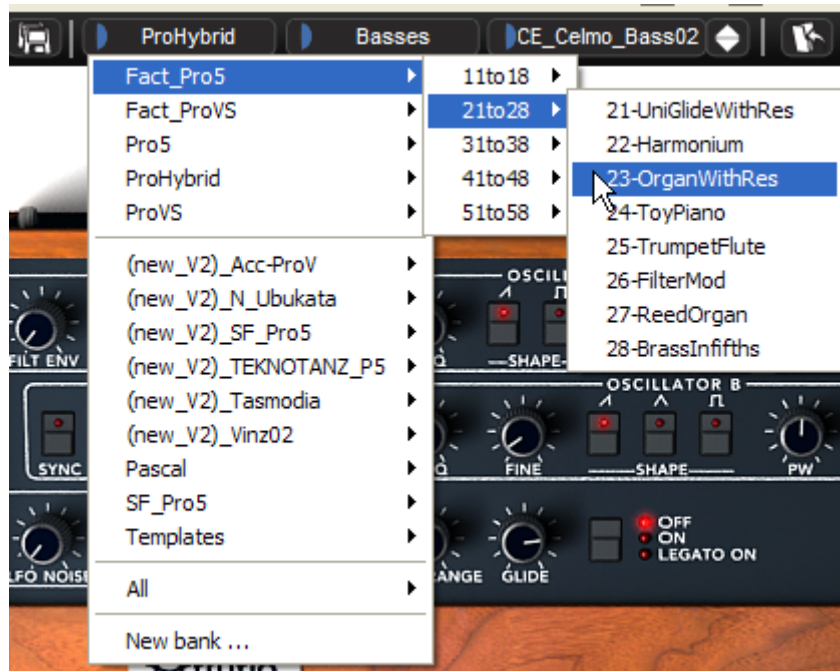 ProHybrid
Basses
CE_Celmo_Bass02
Fact_Pro5
Fact_ProVS
Pro5
ProHybrid
ProVS
(new_V2)_Acc-ProV
(new_V2)_N_Ubukata
(new_V2)_SF_Pro5
(new_V2)_TEKNOTANZ_P5
(new_V2)_Tasmodia
(new_V2)_Vinz02
Pascal
SF_Pro5
Templates
All
New bank ...
11to18
21to28
31to38
41to48
51to58
21-UniGlideWithRes
22-Harmonium
23-OrganWithRes
24-ToyPiano
25-TrumpetFlute
26-FilterMod
27-ReedOrgan
28-BrassInfifths
FILT ENV
SHAPE
OSCILLATOR B
SYNC
FINE
SHAPE
PW
OFF
ON
LEGATO ON
GLIDE